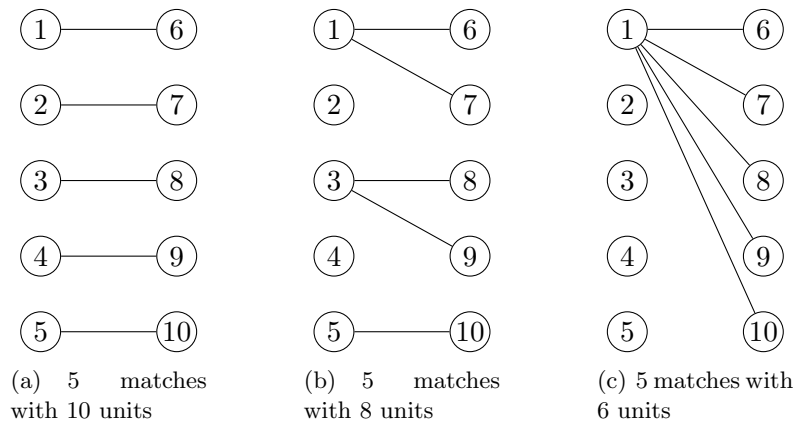 1 6 1 6 1 6
2 7 2 7 2 7
3 8 3 8 3 8
4 9 4 9 4 9
5 10 5 10 5 10
(a) 5 matches
with 10 units
(b) 5 matches
with 8 units
(c) 5 matches with
6 units